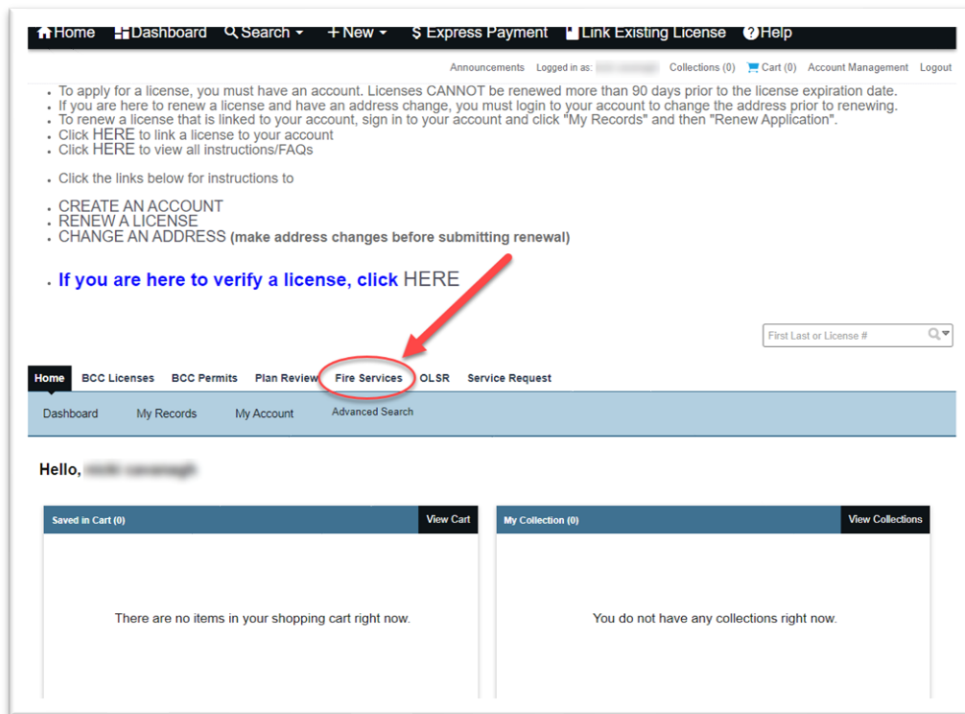 Home Dashboard Search New $ Express Payment Link Existing License Help
Announcements Logged in as: Collections (0) Cart (0) Account Management Logout
To apply for a license, you must have an account. Licenses CANNOT be renewed more than 90 days prior to the license expiration date.
If you are here to renew a license and have an address change, you must login to your account to change the address prior to renewing.
To renew a license that is linked to your account, sign in to your account and click "My Records" and then "Renew Application".
Click HERE to link a license to your account
Click HERE to view all instructions/FAQs
Click the links below for instructions to
CREATE AN ACCOUNT
RENEW A LICENSE
CHANGE AN ADDRESS (make address changes before submitting renewal)
If you are here to verify a license, click HERE
First Last or License #
Home BCC Licenses BCC Permits Plan Review Fire Services OLSR Service Request
Dashboard My Records My Account Advanced Search
Hello,
Saved in Cart (0) View Cart My Collection (0) View Collections
There are no items in your shopping cart right now. You do not have any collections right now.